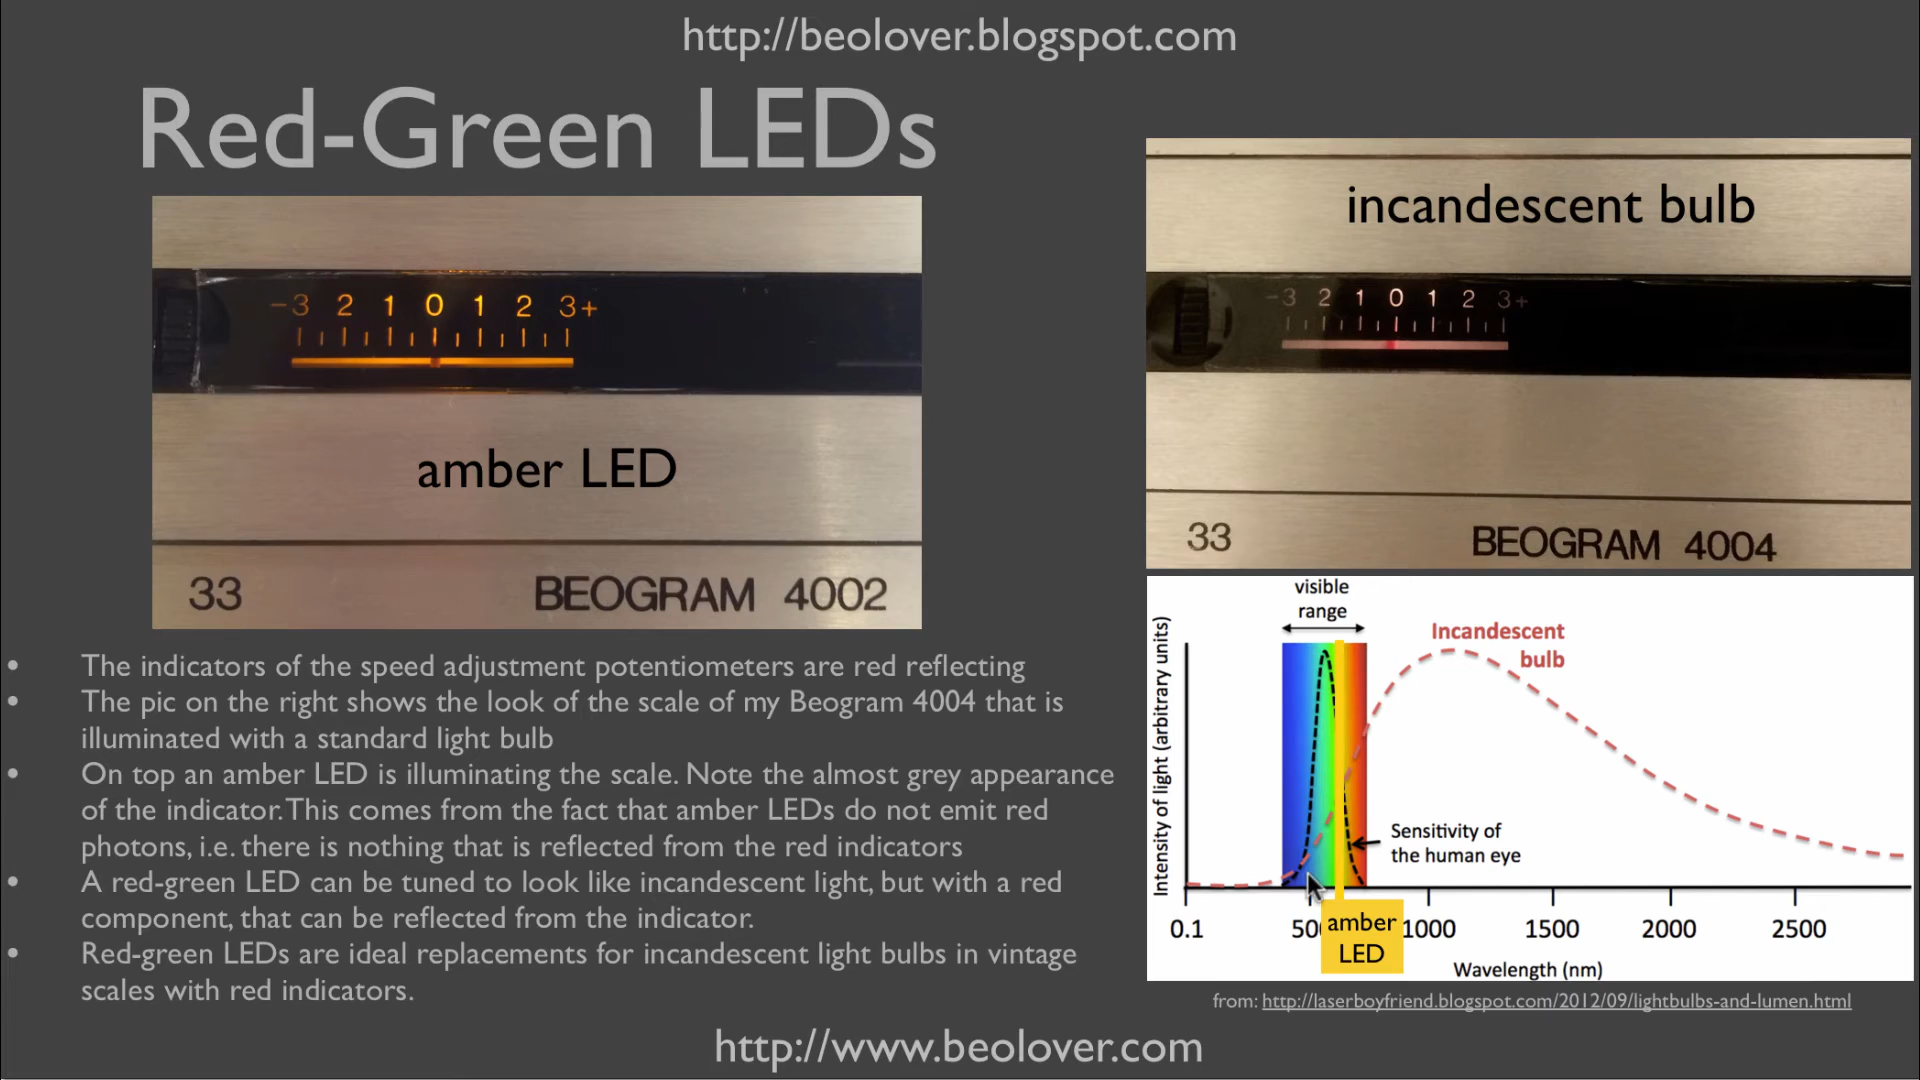 http://beolover.blogspot.com
Red-Green LEDs
−3 2 1 0 1 2 3+
amber LED
33 BEOGRAM 4002
incandescent bulb
−3 2 1 0 1 2 3+
33 BEOGRAM 4004
• The indicators of the speed adjustment potentiometers are red reflecting
• The pic on the right shows the look of the scale of my Beogram 4004 that is
illuminated with a standard light bulb
• On top an amber LED is illuminating the scale. Note the almost grey appearance
of the indicator. This comes from the fact that amber LEDs do not emit red
photons, i.e. there is nothing that is reflected from the red indicators
• A red-green LED can be tuned to look like incandescent light, but with a red
component, that can be reflected from the indicator.
• Red-green LEDs are ideal replacements for incandescent light bulbs in vintage
scales with red indicators.
visible
range
Incandescent
bulb
Intensity of light (arbitrary units)
Sensitivity of
the human eye
0.1 1000 1500 2000 2500
amber
LED
Wavelength (nm)
from: http://laserboyfriend.blogspot.com/2012/09/lightbulbs-and-lumen.html
http://www.beolover.com